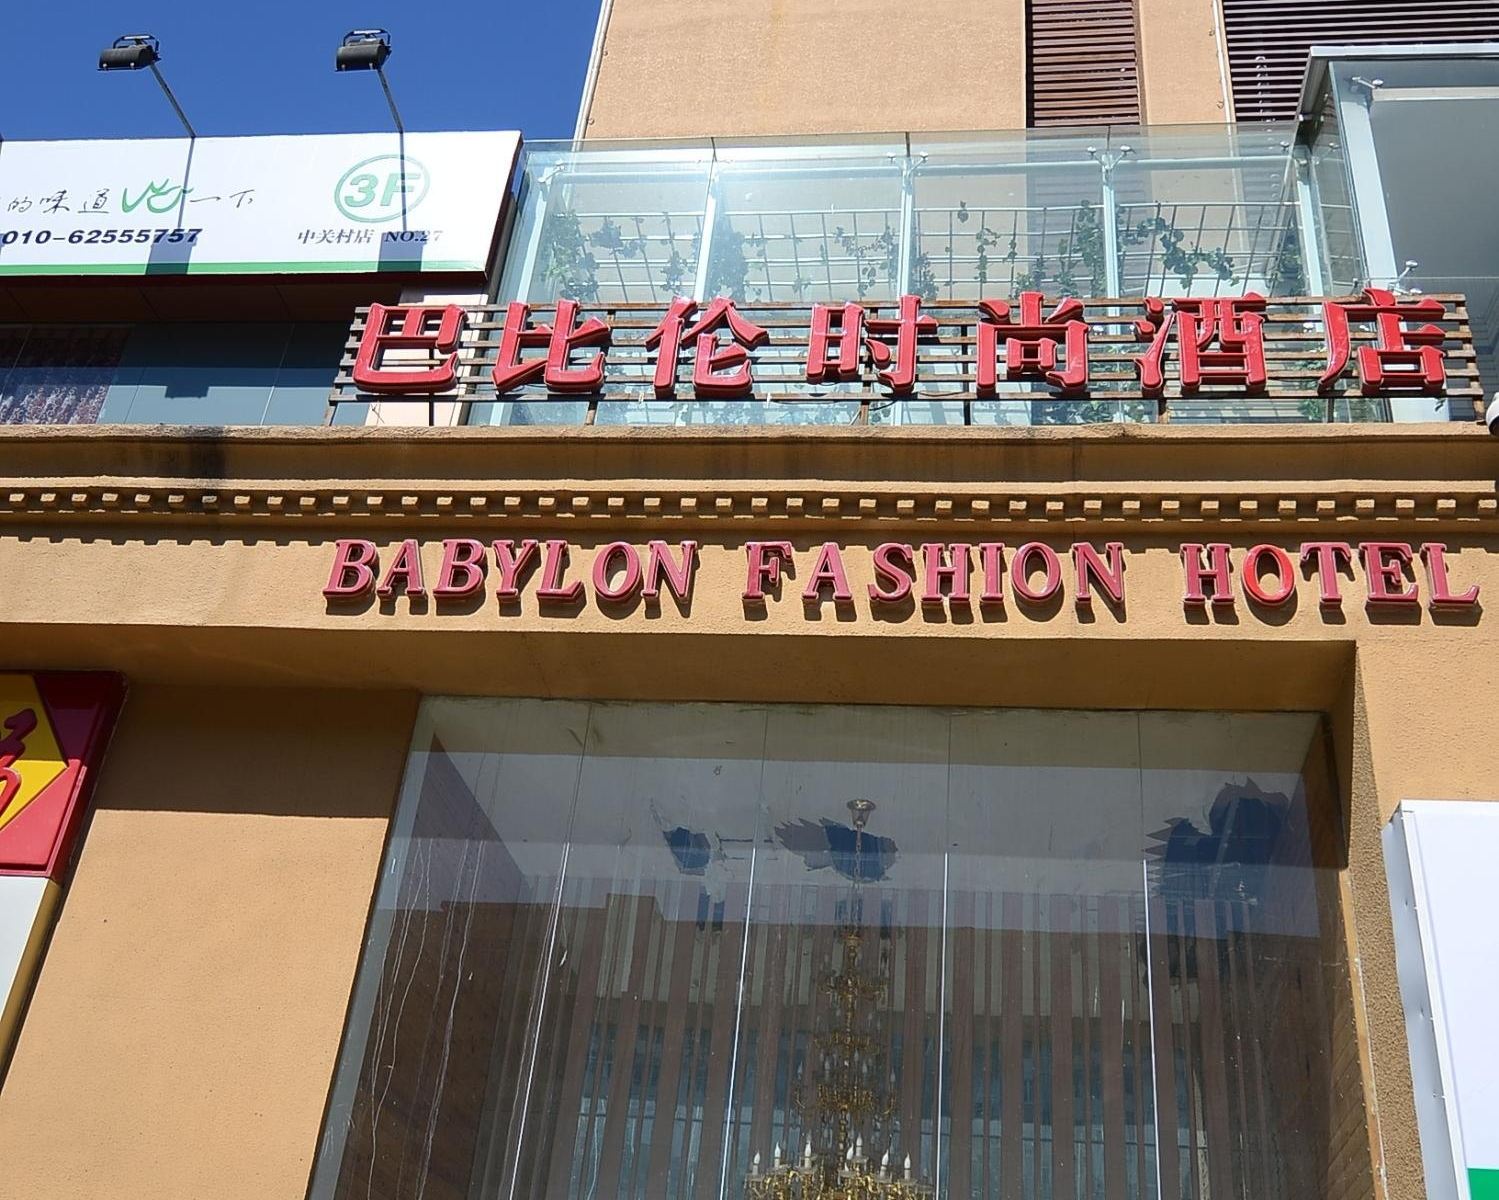 的味道 一下
3F
010-62555757
中关村店 NO.27
巴比伦时尚酒店
BABYLON FASHION HOTEL